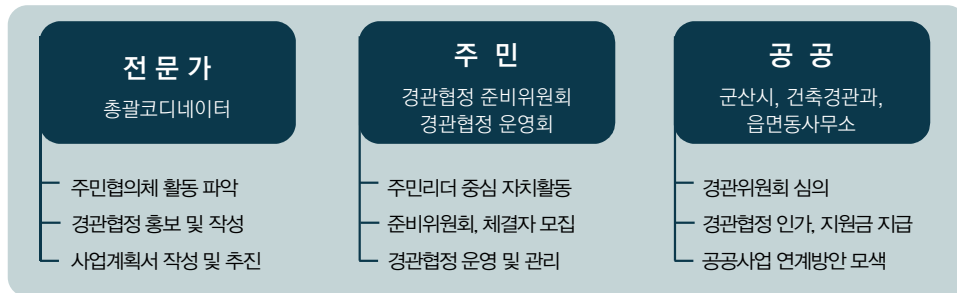 전문가
총괄코디네이터
주민협의체 활동 파악
경관협정 홍보 및 작성
사업계획서 작성 및 추진
주 민
경관협정 준비위원회
경관협정 운영회
주민리더 중심 자치활동
준비위원회, 체결자 모집
경관협정 운영 및 관리
공 공
군산시, 건축경관과,
읍면동사무소
경관위원회 심의
경관협정 인가, 지원금 지급
공공사업 연계방안 모색